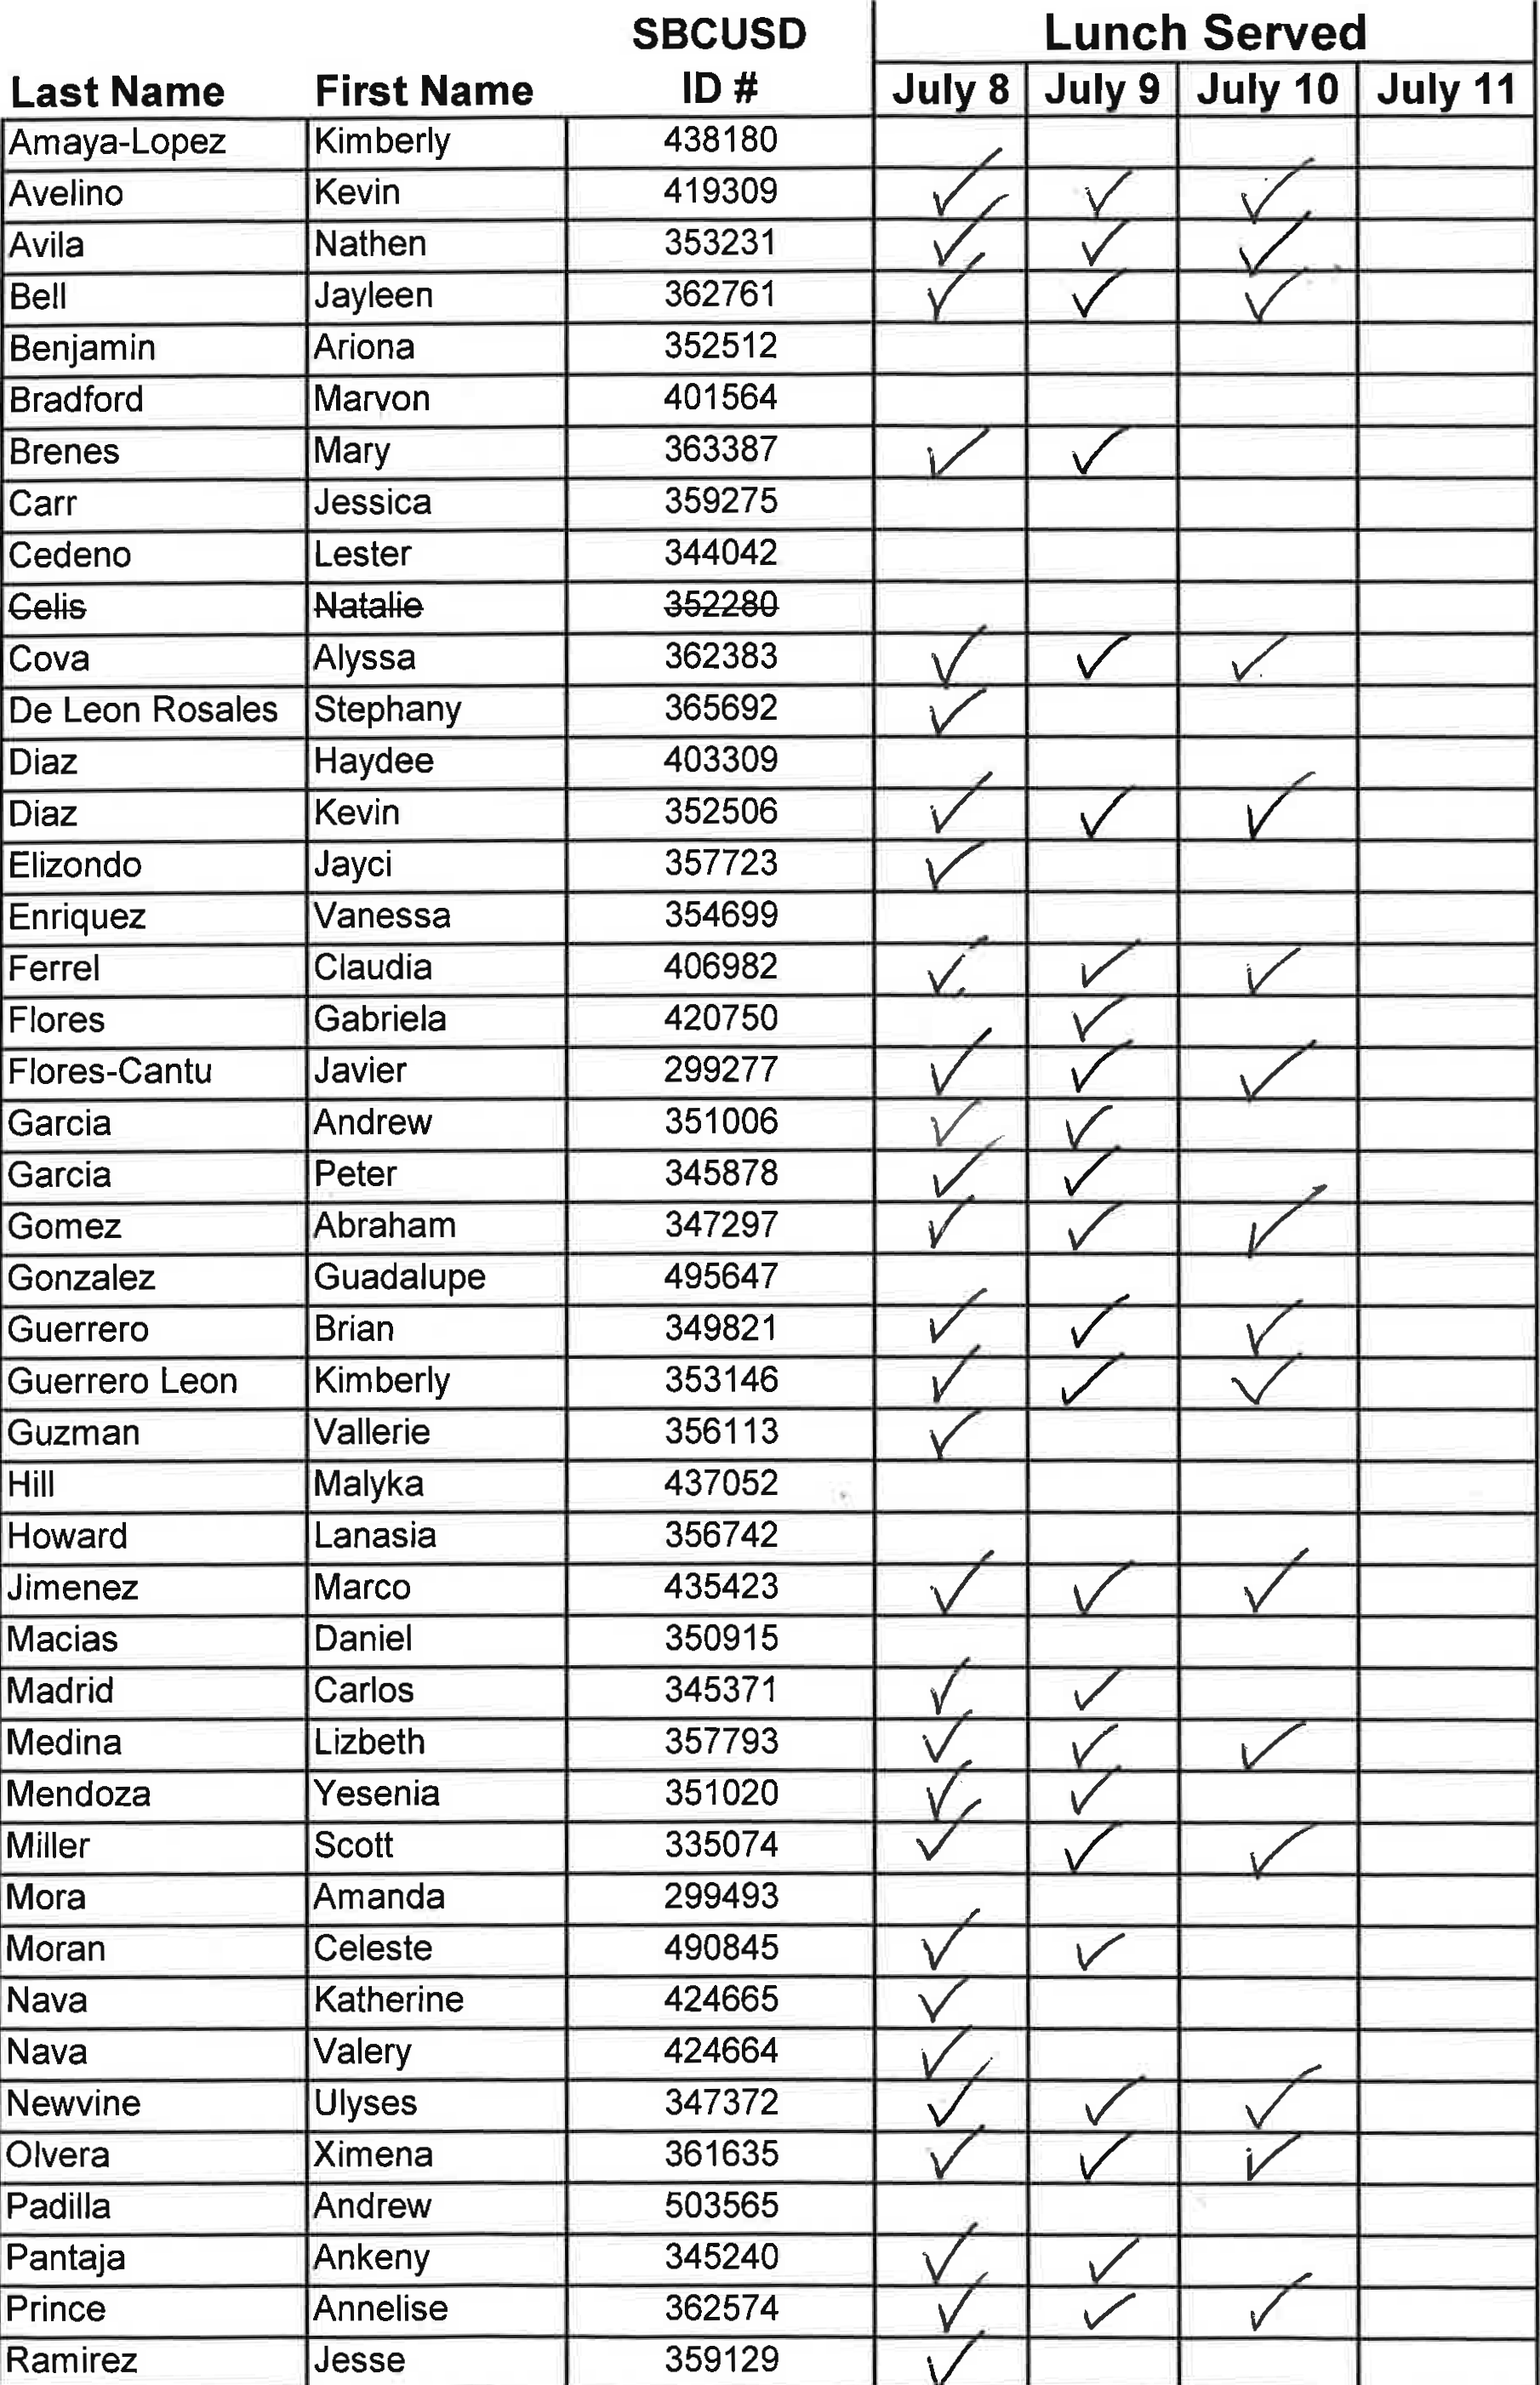 SBCUSD Lunch Served
Last Name First Name ID # July 8 July 9 July 10 July 11
Amaya-Lopez Kimberly 438180
Avelino Kevin 419309 ✓ ✓ ✓
Avila Nathen 353231 ✓ ✓ ✓
Bell Jayleen 362761 ✓ ✓ ✓
Benjamin Ariona 352512
Bradford Marvon 401564
Brenes Mary 363387 ✓ ✓
Carr Jessica 359275
Cedeno Lester 344042
Celis Natalie 352280
Cova Alyssa 362383 ✓ ✓ ✓
De Leon Rosales Stephany 365692 ✓
Diaz Haydee 403309
Diaz Kevin 352506 ✓ ✓ ✓
Elizondo Jayci 357723 ✓
Enriquez Vanessa 354699
Ferrel Claudia 406982 ✓ ✓ ✓
Flores Gabriela 420750 ✓
Flores-Cantu Javier 299277 ✓ ✓ ✓
Garcia Andrew 351006 ✓ ✓
Garcia Peter 345878 ✓ ✓
Gomez Abraham 347297 ✓ ✓ ✓
Gonzalez Guadalupe 495647
Guerrero Brian 349821 ✓ ✓ ✓
Guerrero Leon Kimberly 353146 ✓ ✓ ✓
Guzman Vallerie 356113 ✓
Hill Malyka 437052
Howard Lanasia 356742
Jimenez Marco 435423 ✓ ✓ ✓
Macias Daniel 350915
Madrid Carlos 345371 ✓ ✓
Medina Lizbeth 357793 ✓ ✓ ✓
Mendoza Yesenia 351020 ✓ ✓
Miller Scott 335074 ✓ ✓ ✓
Mora Amanda 299493
Moran Celeste 490845 ✓ ✓
Nava Katherine 424665 ✓
Nava Valery 424664 ✓
Newvine Ulyses 347372 ✓ ✓ ✓
Olvera Ximena 361635 ✓ ✓ ✓
Padilla Andrew 503565
Pantaja Ankeny 345240 ✓ ✓
Prince Annelise 362574 ✓ ✓ ✓
Ramirez Jesse 359129 ✓